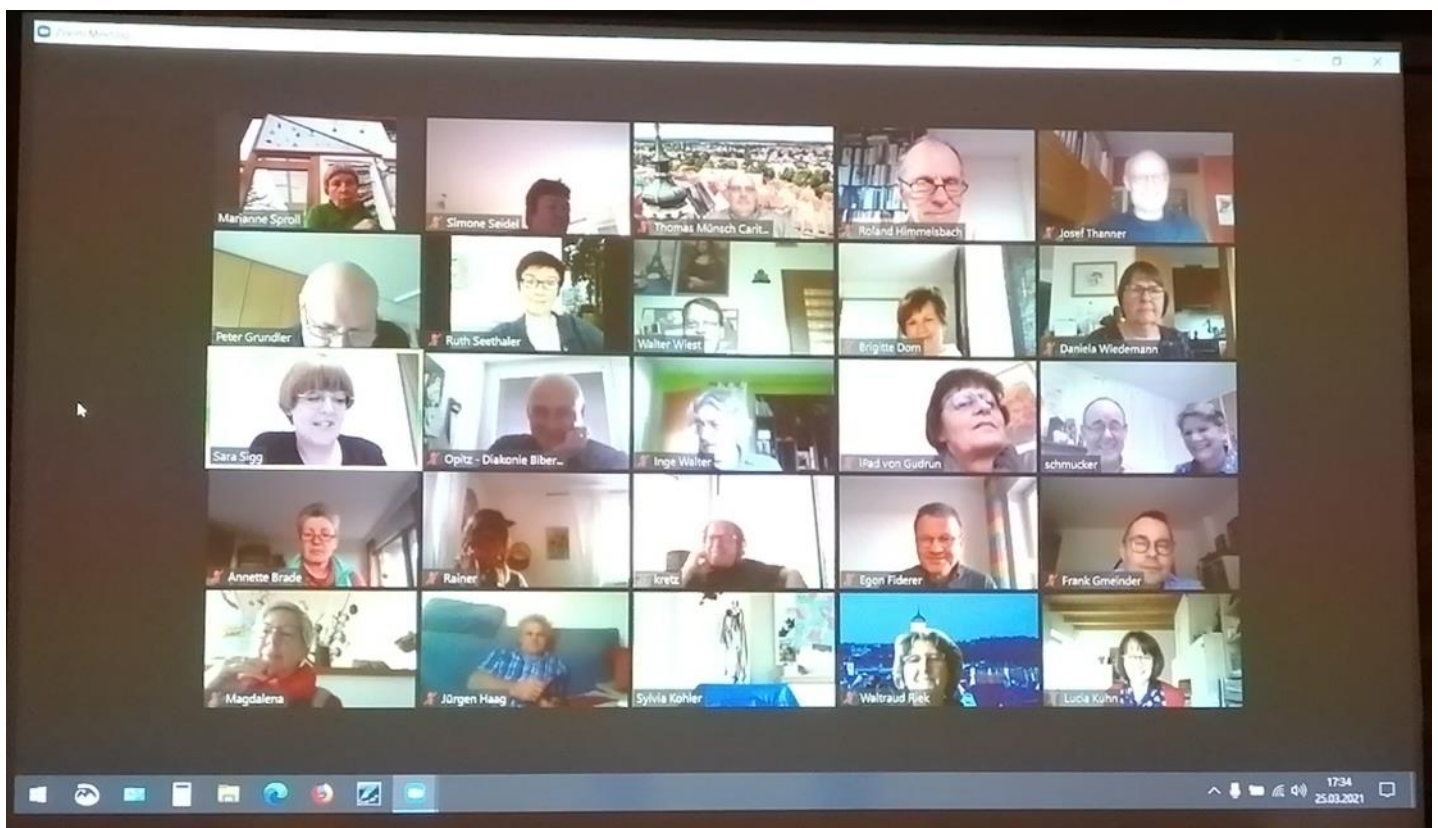 Zoom Meeting
Marianne Sproll
Simone Seidel
Thomas Münsch Carit...
Roland Himmelsbach
Josef Thanner
Peter Grundler
Ruth Seethaler
Walter Wiest
Brigitte Dorn
Daniela Wiedemann
Sara Sigg
Opitz - Diakonie Biber...
Inge Walter
iPad von Gudrun
schmucker
Annette Brade
Rainer
kretz
Egon Fiderer
Frank Gmeinder
Magdalena
Jürgen Haag
Sylvia Kohler
Waltraud Riek
Lucia Kuhn
17:34
25.03.2021